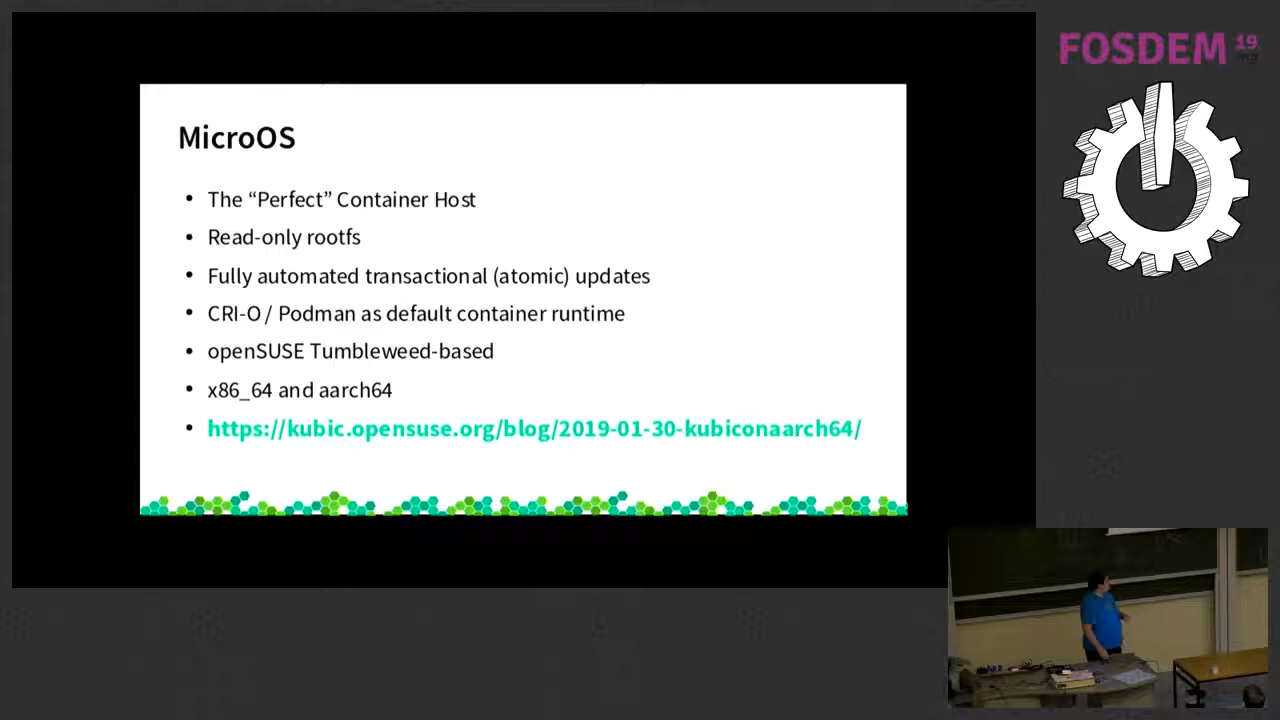 FOSDEM 19
.org
MicroOS
• The “Perfect” Container Host
• Read-only rootfs
• Fully automated transactional (atomic) updates
• CRI-O / Podman as default container runtime
• openSUSE Tumbleweed-based
• x86_64 and aarch64
• https://kubic.opensuse.org/blog/2019-01-30-kubiconaarch64/